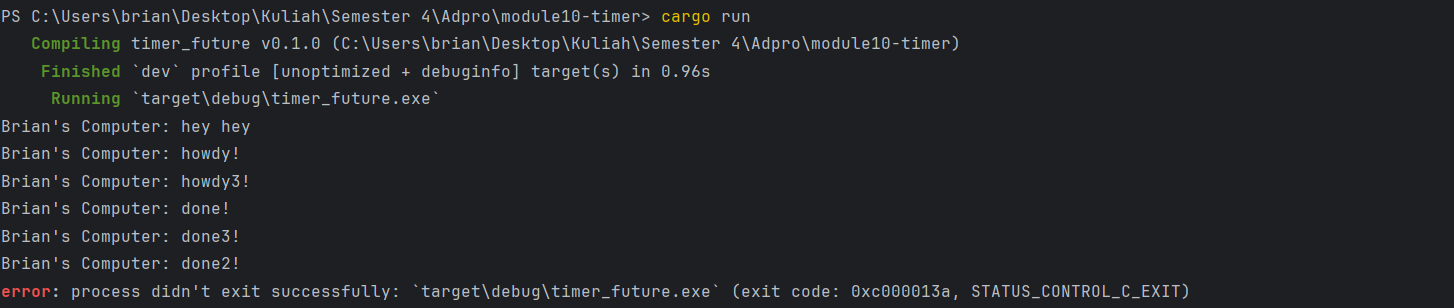 PS C:\Users\brian\Desktop\Kuliah\Semester 4\Adpro\module10-timer> cargo run
Compiling timer_future v0.1.0 (C:\Users\brian\Desktop\Kuliah\Semester 4\Adpro\module10-timer)
Finished `dev` profile [unoptimized + debuginfo] target(s) in 0.96s
Running `target\debug\timer_future.exe`
Brian's Computer: hey hey
Brian's Computer: howdy!
Brian's Computer: howdy3!
Brian's Computer: done!
Brian's Computer: done3!
Brian's Computer: done2!
error: process didn't exit successfully: `target\debug\timer_future.exe` (exit code: 0xc000013a, STATUS_CONTROL_C_EXIT)